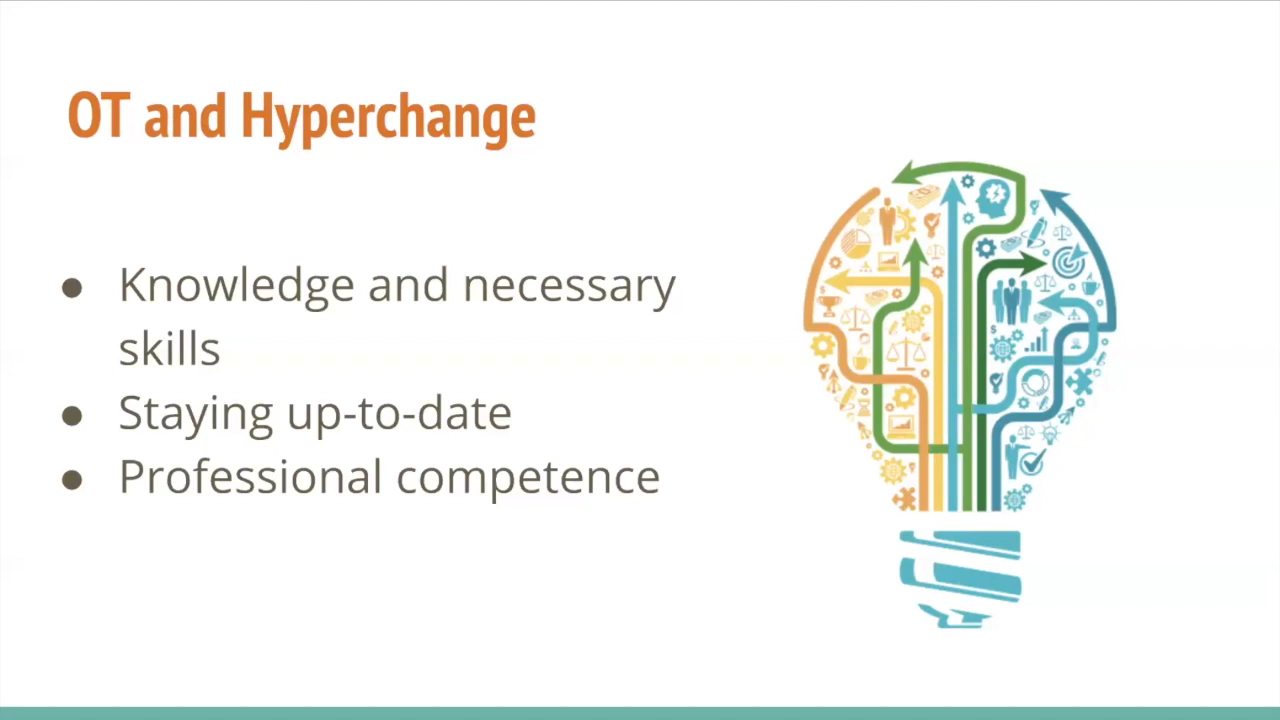 OT and Hyperchange
● Knowledge and necessary
skills
● Staying up-to-date
● Professional competence